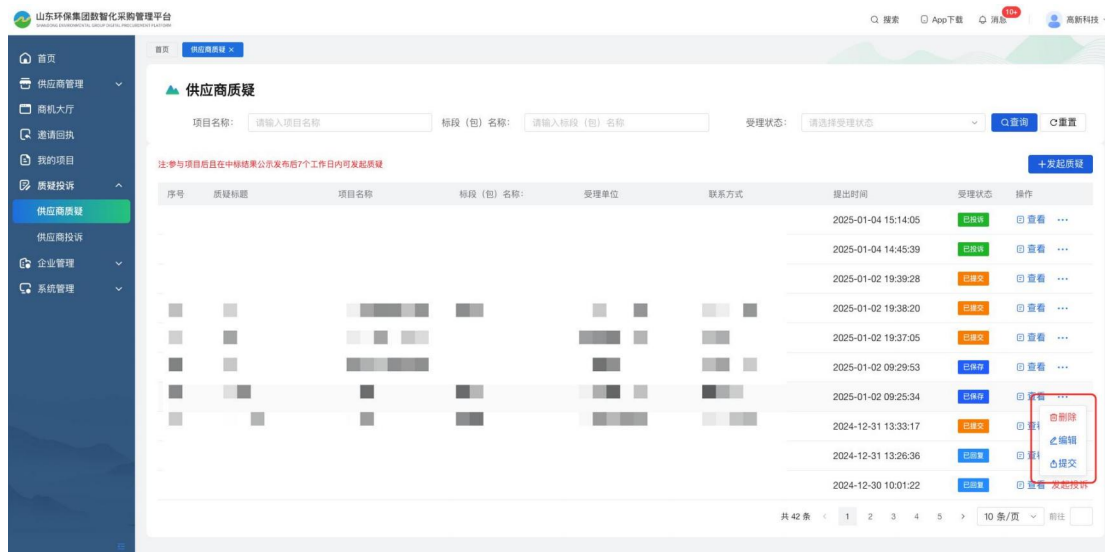 山东环保集团数智化采购管理平台
搜索 App下载 消息 10+ 高新科技
首页 供应商质疑 ×
首页
供应商管理
商机大厅
邀请回执
我的项目
质疑投诉
供应商质疑
供应商投诉
企业管理
系统管理
供应商质疑
项目名称： 请输入项目名称 标段（包）名称： 请输入标段（包）名称 受理状态： 请选择受理状态 查询 重置
注:参与项目后且在中标结果公示发布后7个工作日内可发起质疑 +发起质疑
序号 质疑标题 项目名称 标段（包）名称： 受理单位 联系方式 提出时间 受理状态 操作
2025-01-04 15:14:05 已投诉 查看 ···
2025-01-04 14:45:39 已投诉 查看 ···
2025-01-02 19:39:28 已提交 查看 ···
2025-01-02 19:38:20 已提交 查看 ···
2025-01-02 19:37:05 已提交 查看 ···
2025-01-02 09:29:53 已保存 查看 ···
2025-01-02 09:25:34 已保存 查看 ···
2024-12-31 13:33:17 已提交
2024-12-31 13:26:36 已回复
2024-12-30 10:01:22 已回复 查看 发起投诉
删除
编辑
提交
共 42 条 1 2 3 4 5 10 条/页 前往